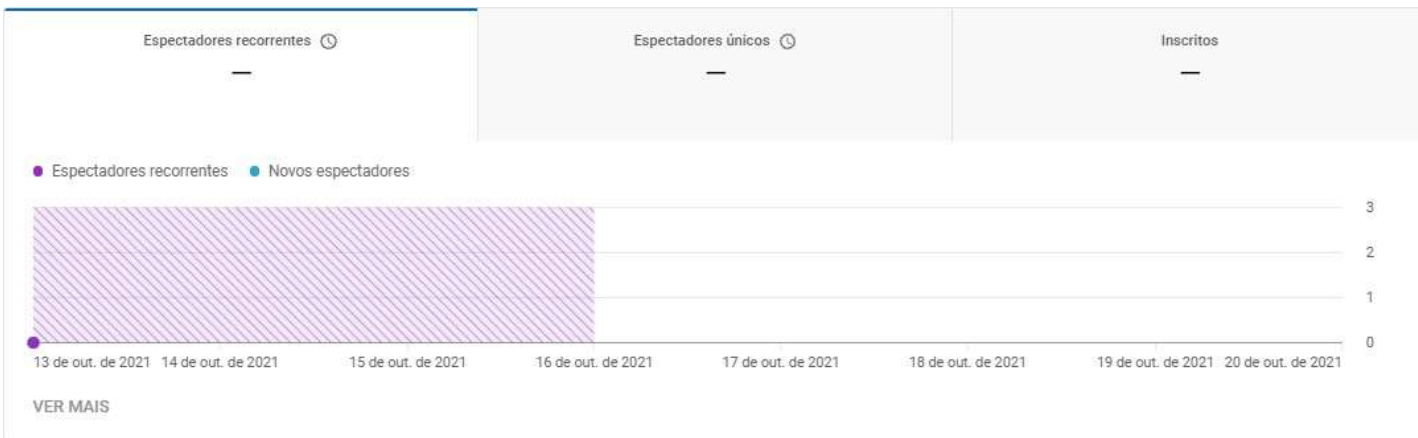 Espectadores recorrentes
—
Espectadores únicos
—
Inscritos
—
Espectadores recorrentes Novos espectadores
3
2
1
0
13 de out. de 2021 14 de out. de 2021 15 de out. de 2021 16 de out. de 2021 17 de out. de 2021 18 de out. de 2021 19 de out. de 2021 20 de out. de 2021
VER MAIS